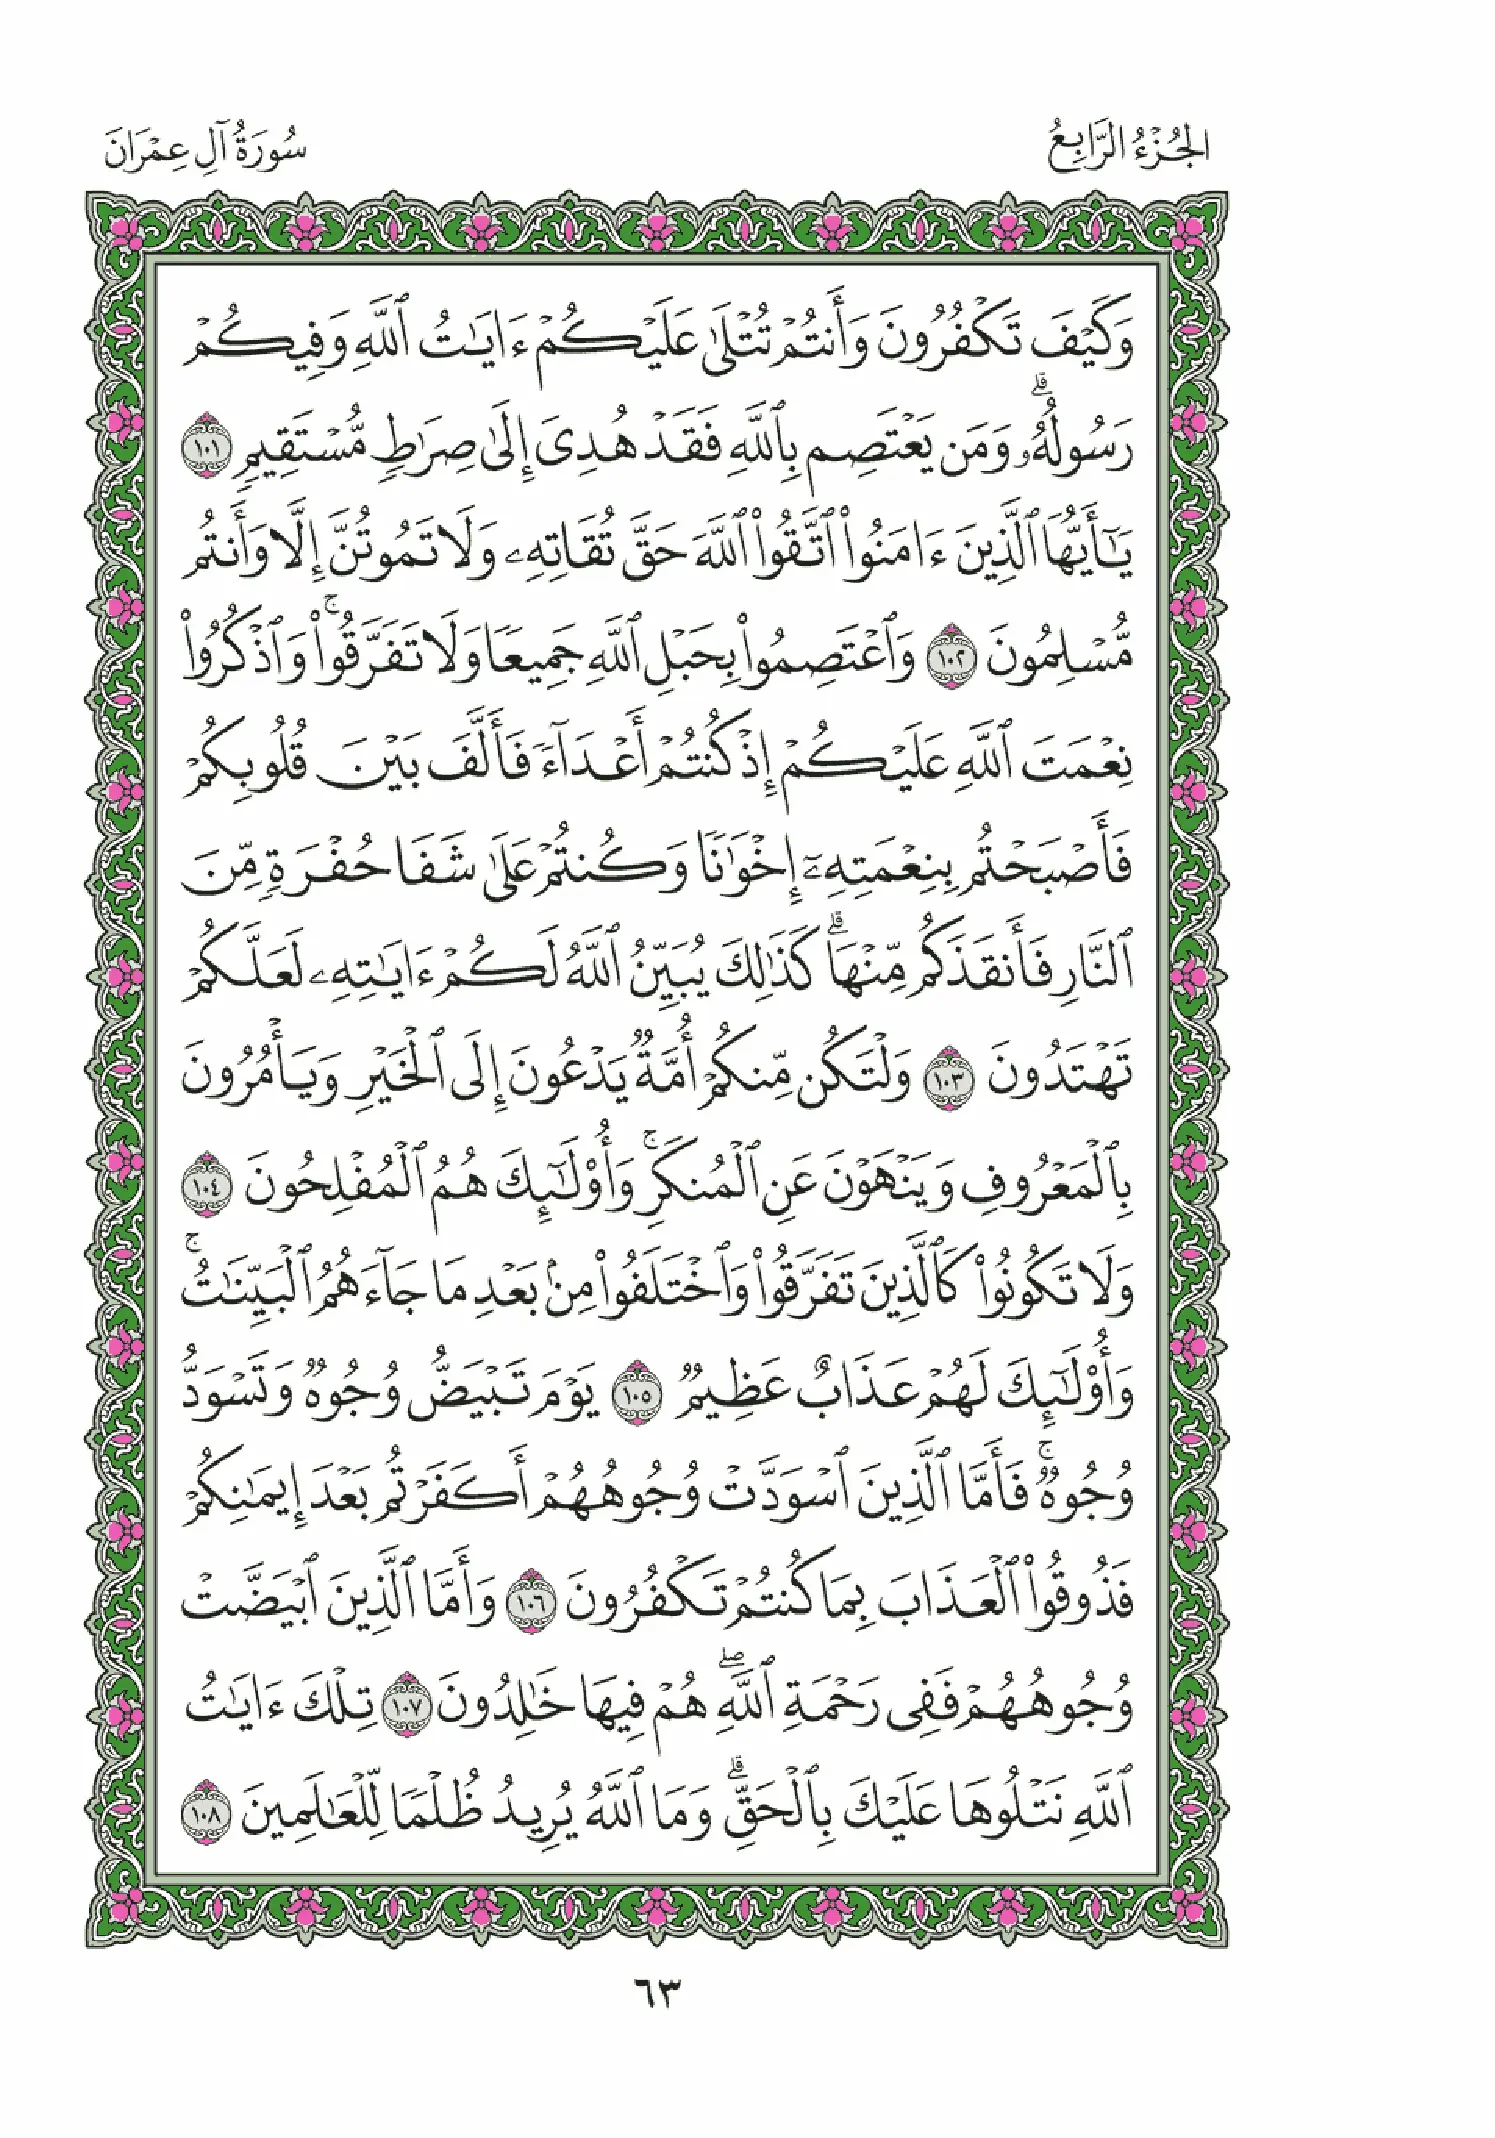 الجُزْءُ الرَّابِعُ
سُورَةُ آلِ عِمْرَانَ
وَكَيْفَ تَكْفُرُونَ وَأَنتُمْ تُتْلَىٰ عَلَيْكُمْ ءَايَـٰتُ ٱللَّهِ وَفِيكُمْ
رَسُولُهُۥ ۗ وَمَن يَعْتَصِم بِٱللَّهِ فَقَدْ هُدِىَ إِلَىٰ صِرَٰطٍ مُّسْتَقِيمٍ ١٠١
يَـٰٓأَيُّهَا ٱلَّذِينَ ءَامَنُوا۟ ٱتَّقُوا۟ ٱللَّهَ حَقَّ تُقَاتِهِۦ وَلَا تَمُوتُنَّ إِلَّا وَأَنتُم
مُّسْلِمُونَ ١٠٢ وَٱعْتَصِمُوا۟ بِحَبْلِ ٱللَّهِ جَمِيعًا وَلَا تَفَرَّقُوا۟ ۚ وَٱذْكُرُوا۟
نِعْمَتَ ٱللَّهِ عَلَيْكُمْ إِذْ كُنتُمْ أَعْدَآءً فَأَلَّفَ بَيْنَ قُلُوبِكُمْ
فَأَصْبَحْتُم بِنِعْمَتِهِۦٓ إِخْوَٰنًا وَكُنتُمْ عَلَىٰ شَفَا حُفْرَةٍ مِّنَ
ٱلنَّارِ فَأَنقَذَكُم مِّنْهَا ۗ كَذَٰلِكَ يُبَيِّنُ ٱللَّهُ لَكُمْ ءَايَـٰتِهِۦ لَعَلَّكُمْ
تَهْتَدُونَ ١٠٣ وَلْتَكُن مِّنكُمْ أُمَّةٌ يَدْعُونَ إِلَى ٱلْخَيْرِ وَيَأْمُرُونَ
بِٱلْمَعْرُوفِ وَيَنْهَوْنَ عَنِ ٱلْمُنكَرِ ۚ وَأُو۟لَـٰٓئِكَ هُمُ ٱلْمُفْلِحُونَ ١٠٤
وَلَا تَكُونُوا۟ كَٱلَّذِينَ تَفَرَّقُوا۟ وَٱخْتَلَفُوا۟ مِنۢ بَعْدِ مَا جَآءَهُمُ ٱلْبَيِّنَـٰتُ ۚ
وَأُو۟لَـٰٓئِكَ لَهُمْ عَذَابٌ عَظِيمٌ ١٠٥ يَوْمَ تَبْيَضُّ وُجُوهٌ وَتَسْوَدُّ
وُجُوهٌ ۚ فَأَمَّا ٱلَّذِينَ ٱسْوَدَّتْ وُجُوهُهُمْ أَكَفَرْتُم بَعْدَ إِيمَـٰنِكُمْ
فَذُوقُوا۟ ٱلْعَذَابَ بِمَا كُنتُمْ تَكْفُرُونَ ١٠٦ وَأَمَّا ٱلَّذِينَ ٱبْيَضَّتْ
وُجُوهُهُمْ فَفِى رَحْمَةِ ٱللَّهِ ۖ هُمْ فِيهَا خَـٰلِدُونَ ١٠٧ تِلْكَ ءَايَـٰتُ
ٱللَّهِ نَتْلُوهَا عَلَيْكَ بِٱلْحَقِّ ۗ وَمَا ٱللَّهُ يُرِيدُ ظُلْمًا لِّلْعَـٰلَمِينَ ١٠٨
٦٣